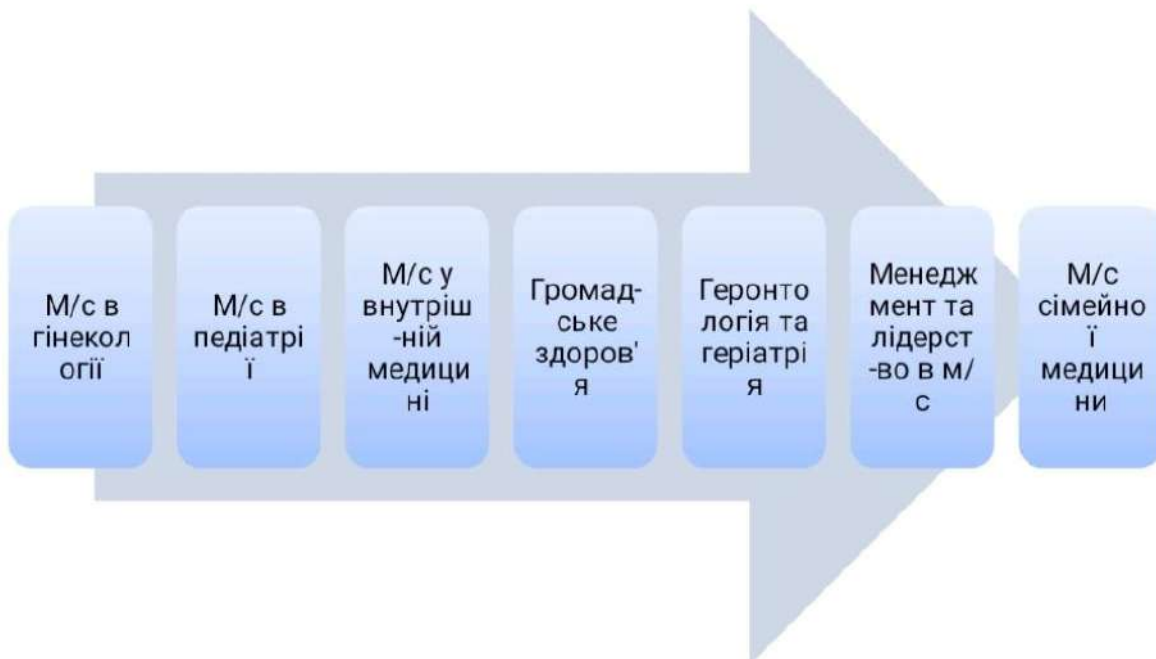 М/с в
гінекол
огії
М/с в
педіатрі
ї
М/с у
внутріш
-ній
медици
ні
Громад-
ське
здоров'
я
Геронто
логія та
геріатрі
я
Менедж
мент та
лідерст
-во в м/
с
М/с
сімейно
ї
медици
ни